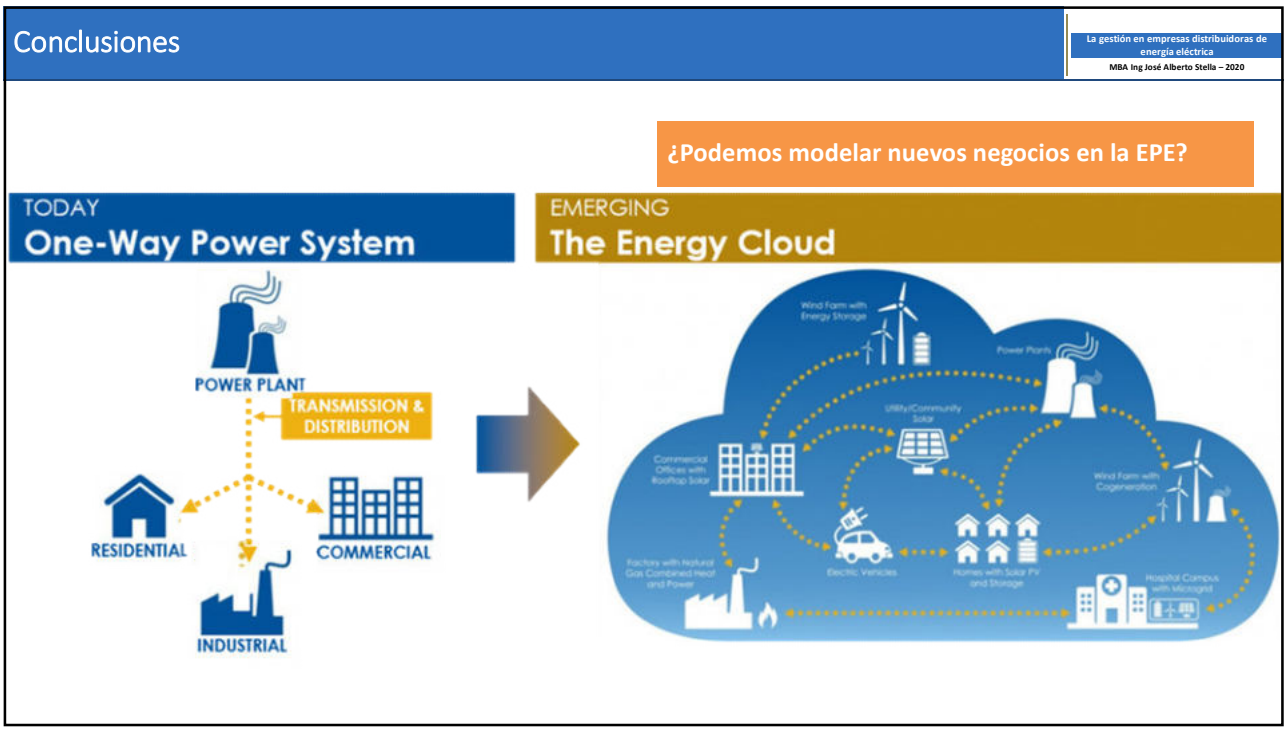 Conclusiones
La gestión en empresas distribuidoras de
energía eléctrica
MBA Ing José Alberto Stella – 2020
¿Podemos modelar nuevos negocios en la EPE?
TODAY
One-Way Power System
POWER PLANT
TRANSMISSION &
DISTRIBUTION
RESIDENTIAL
COMMERCIAL
INDUSTRIAL
EMERGING
The Energy Cloud
Wind Farm with
Energy Storage
Power Plants
Utility/Community
Solar
Commercial
Offices with
Rooftop Solar
Wind Farm with
Cogeneration
Factory with Natural
Gas Combined Heat
and Power
Electric Vehicles
Homes with Solar PV
and Storage
Hospital Campus
with Microgrid